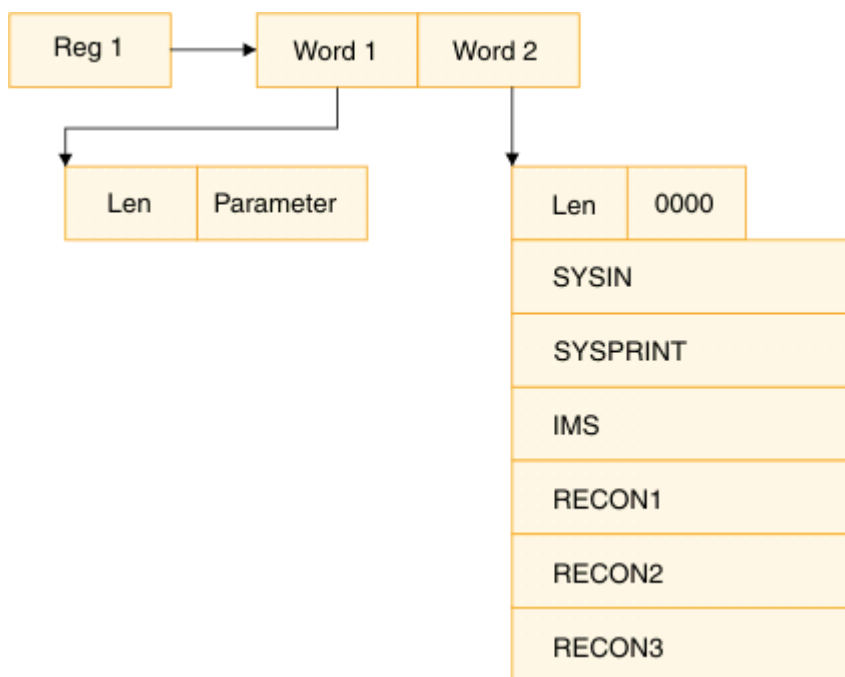 Reg 1
Word 1
Word 2
Len
Parameter
Len
0000
SYSIN
SYSPRINT
IMS
RECON1
RECON2
RECON3